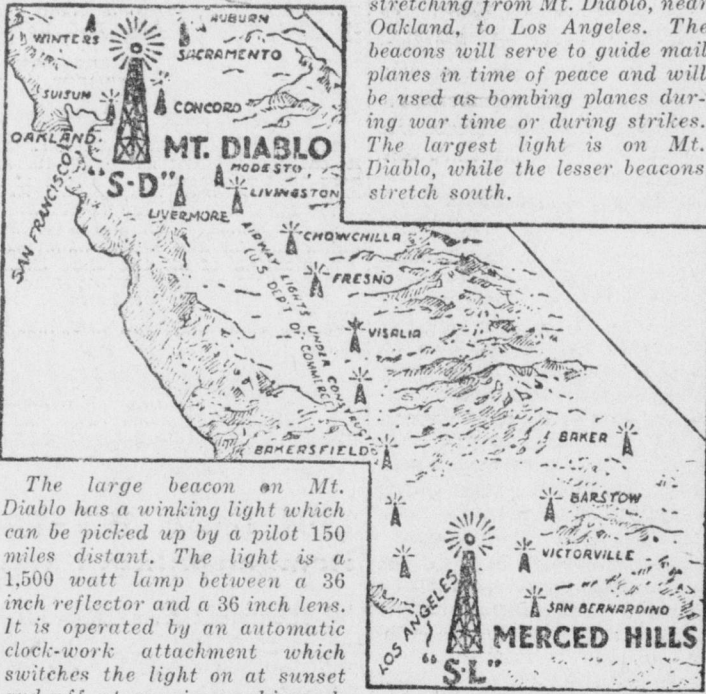 stretching from Mt. Diablo, near
Oakland, to Los Angeles. The
beacons will serve to guide mail
planes in time of peace and will
be used as bombing planes dur-
ing war time or during strikes.
The largest light is on Mt.
Diablo, while the lesser beacons
stretch south.
AUBURN
WINTERS
SACRAMENTO
SUISUN
CONCORD
OAKLAND
MT. DIABLO
"S-D"
MODESTO
LIVINGSTON
LIVERMORE
SAN FRANCISCO
CHOWCHILLA
FRESNO
AIRWAY LIGHTS UNDER CONSTRUC
(U.S DEPT OF COMMERCE
VISALIA
BAKERSFIELD
BAKER
BARSTOW
VICTORVILLE
SAN BERNARDINO
LOS ANGELES
MERCED HILLS
"S-L"
The large beacon on Mt.
Diablo has a winking light which
can be picked up by a pilot 150
miles distant. The light is a
1,500 watt lamp between a 36
inch reflector and a 36 inch lens.
It is operated by an automatic
clock-work attachment which
switches the light on at sunset